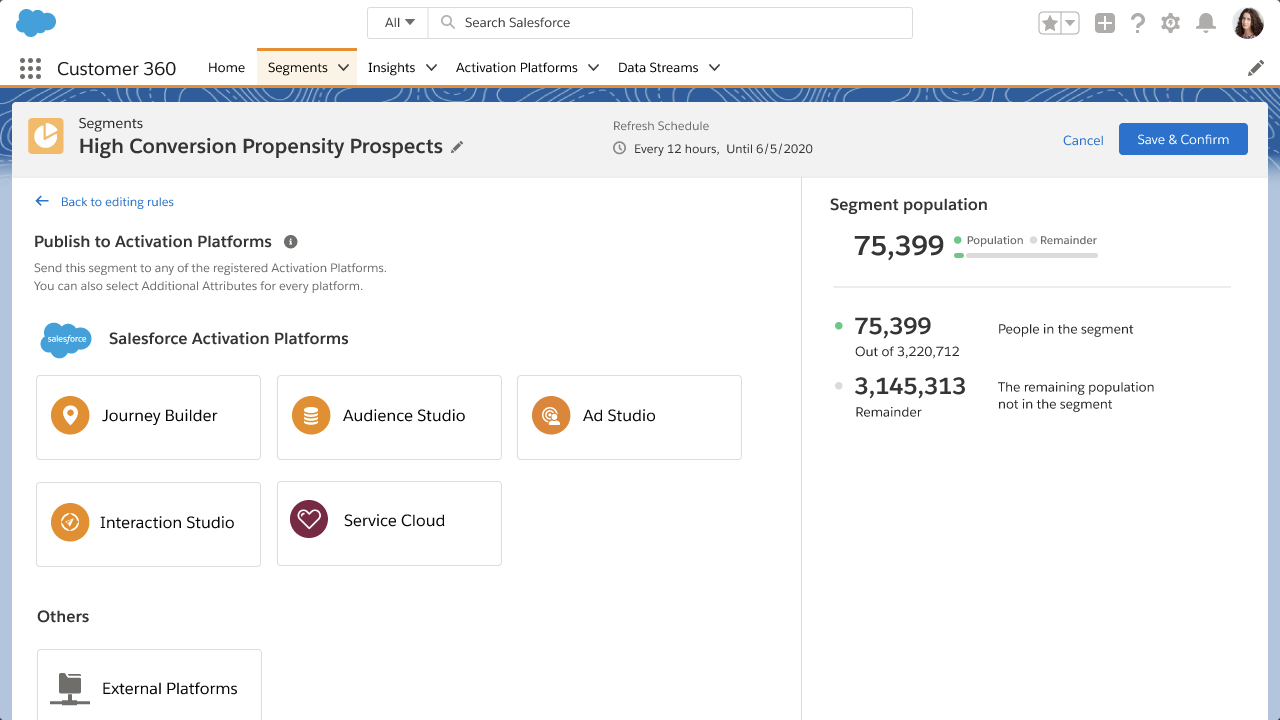 All
Search Salesforce
Customer 360
Home
Segments
Insights
Activation Platforms
Data Streams
Segments
High Conversion Propensity Prospects
Refresh Schedule
Every 12 hours, Until 6/5/2020
Cancel
Save & Confirm
Back to editing rules
Publish to Activation Platforms
Send this segment to any of the registered Activation Platforms.
You can also select Additional Attributes for every platform.
salesforce
Salesforce Activation Platforms
Journey Builder
Audience Studio
Ad Studio
Interaction Studio
Service Cloud
Others
External Platforms
Segment population
75,399
Population
Remainder
75,399
People in the segment
Out of 3,220,712
3,145,313
The remaining population
not in the segment
Remainder